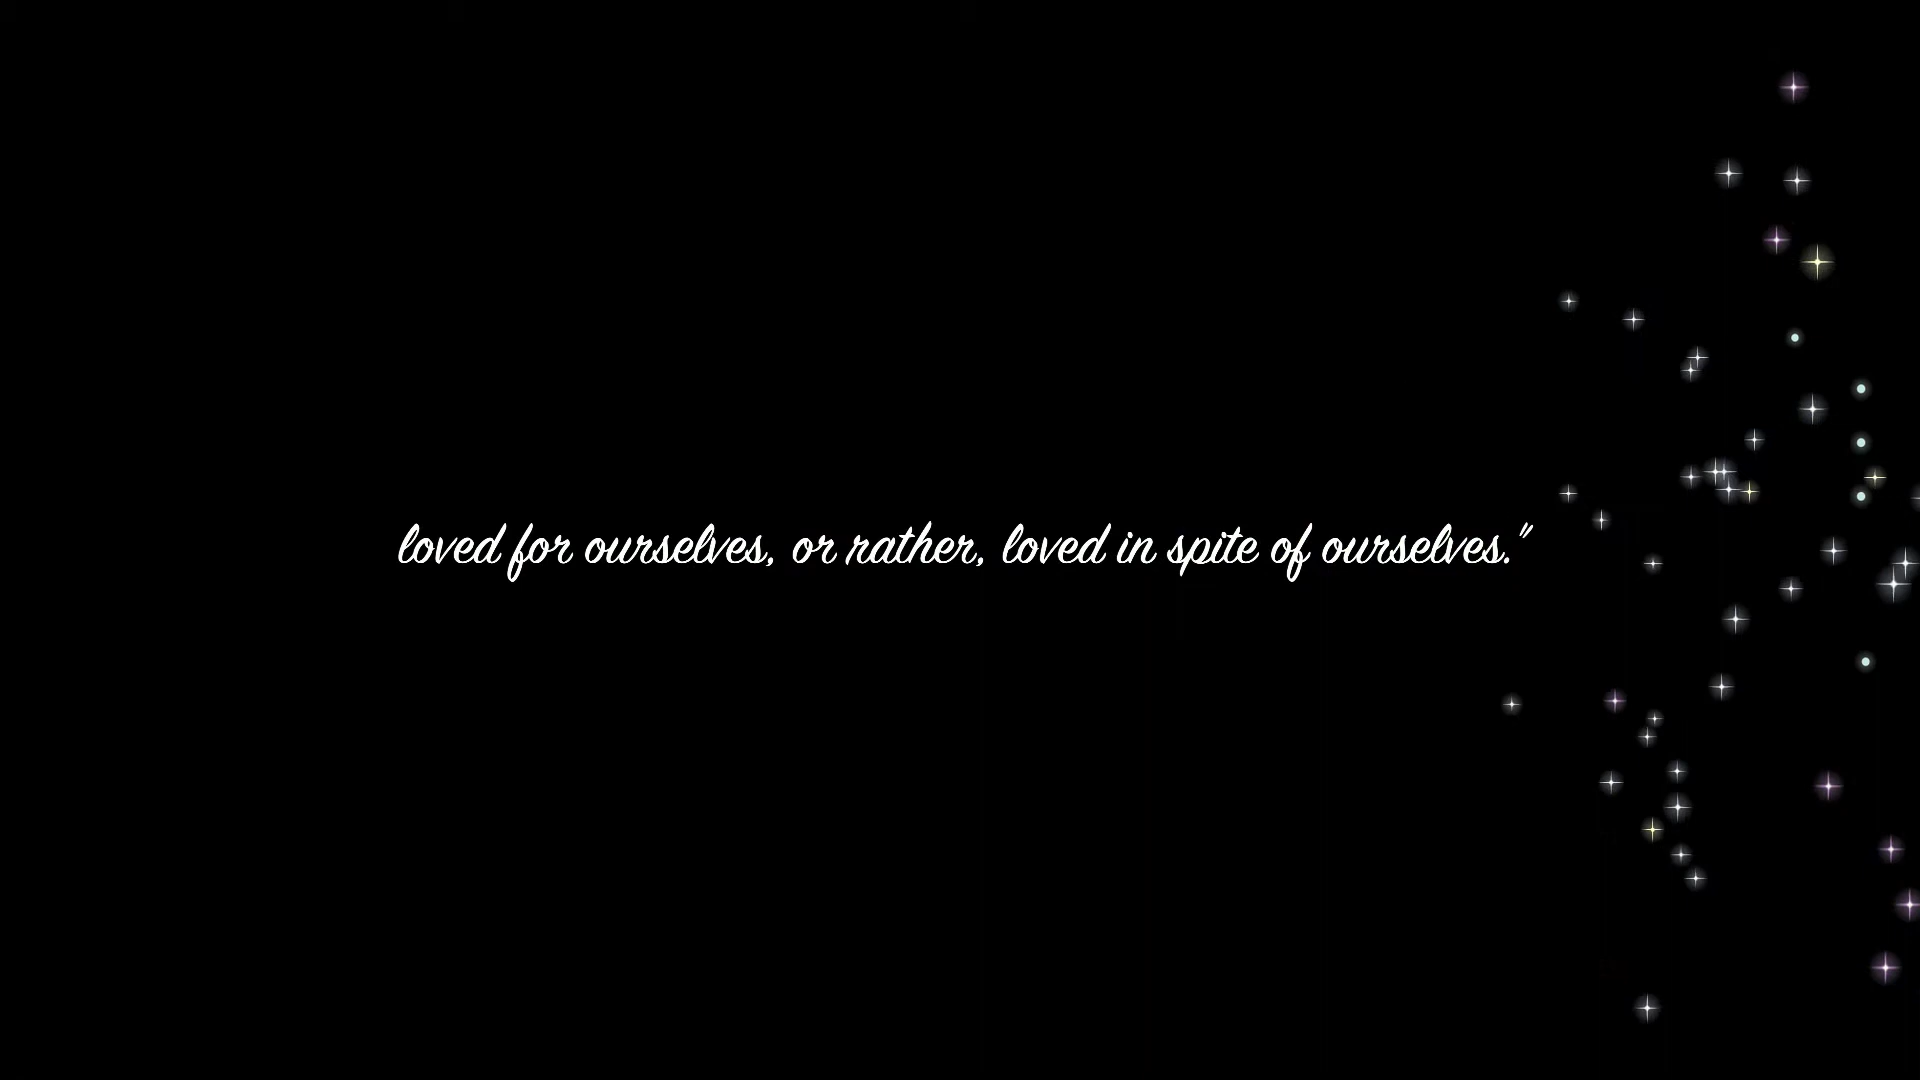 loved for ourselves, or rather, loved in spite of ourselves."